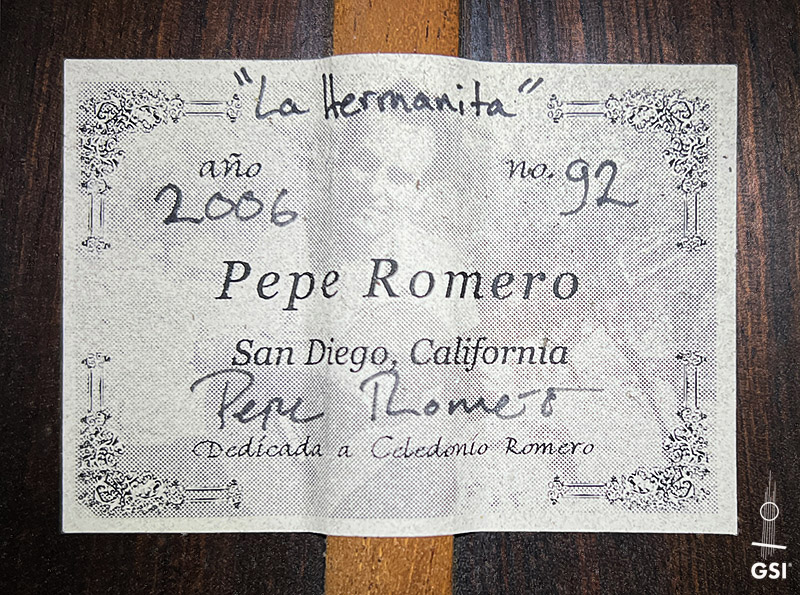 "La Hermanita"
año no.
2006 92
Pepe Romero
San Diego, California
Pepe Romero
Dedicada a Celedonio Romero
GSI